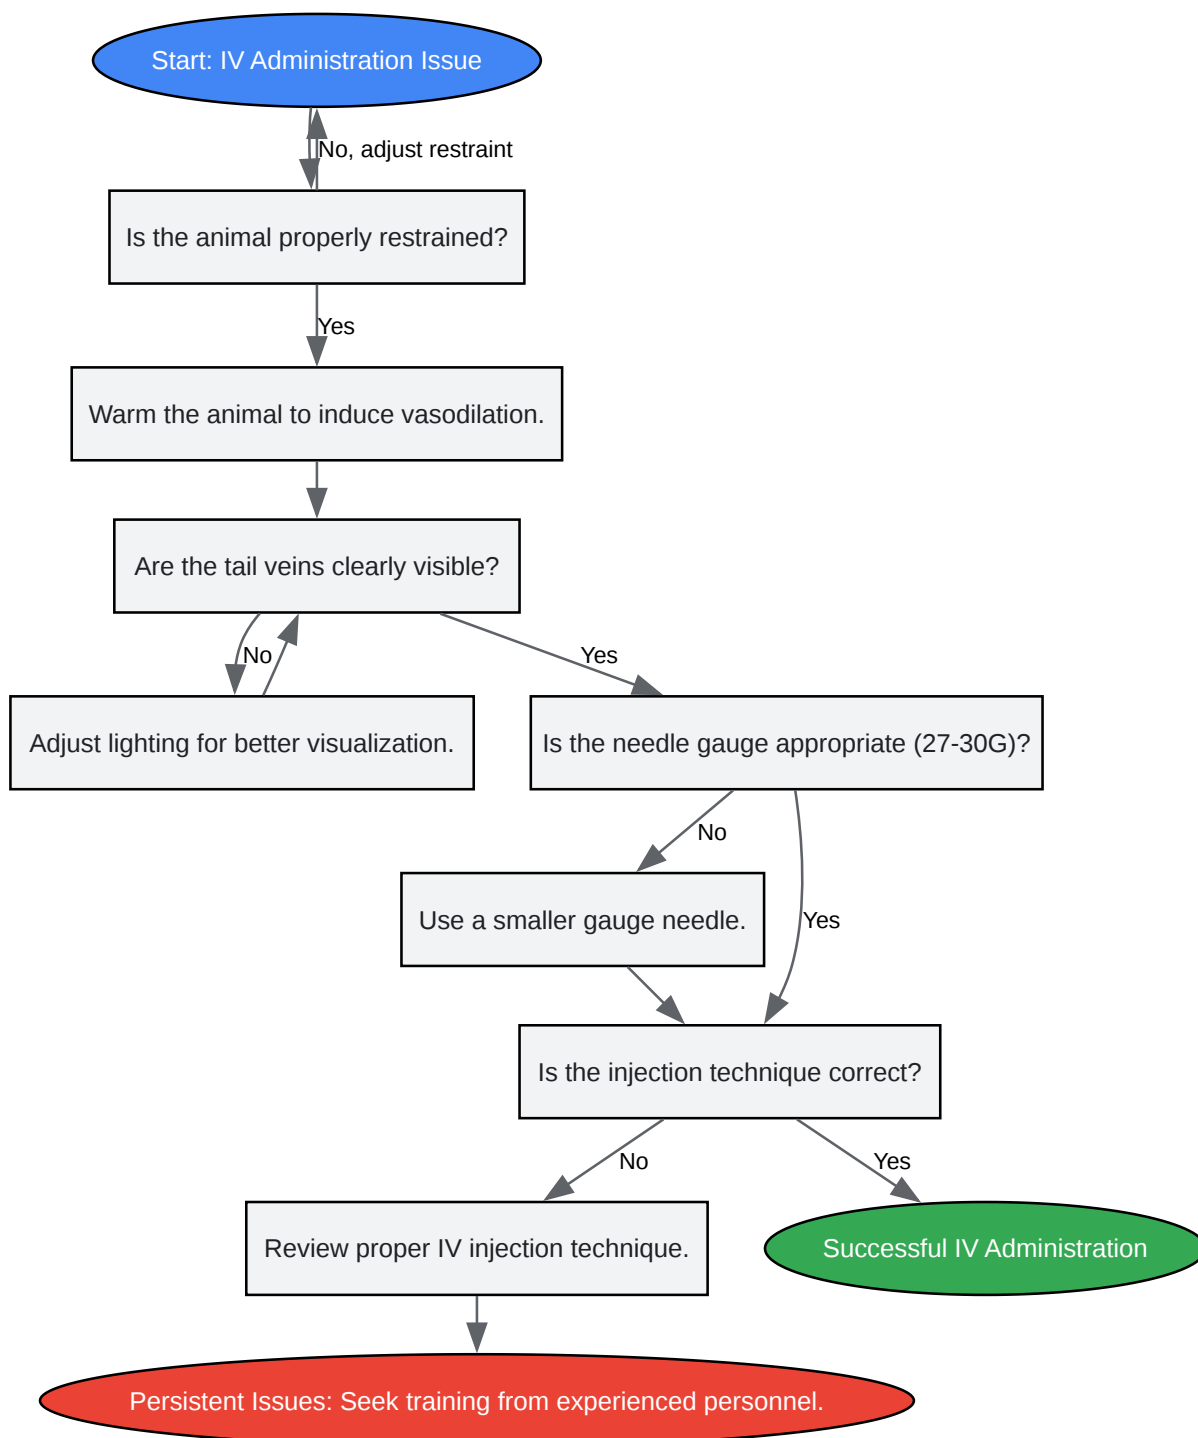 Start: IV Administration Issue
No, adjust restraint
Is the animal properly restrained?
Yes
Warm the animal to induce vasodilation.
Are the tail veins clearly visible?
No
Yes
Adjust lighting for better visualization.
Is the needle gauge appropriate (27-30G)?
No
Use a smaller gauge needle.
Yes
Is the injection technique correct?
No
Yes
Review proper IV injection technique.
Successful IV Administration
Persistent Issues: Seek training from experienced personnel.